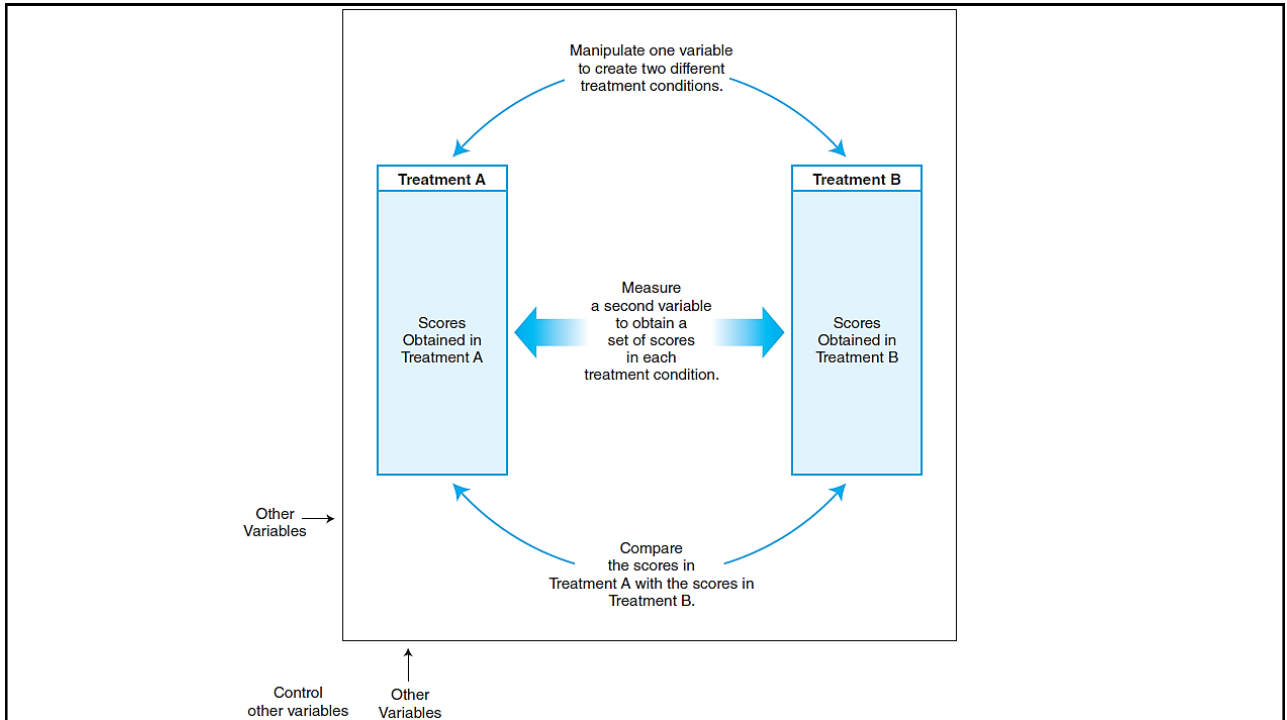 Manipulate one variable
to create two different
treatment conditions.
Treatment A
Treatment B
Scores
Obtained in
Treatment A
Measure
a second variable
to obtain a
set of scores
in each
treatment condition.
Scores
Obtained in
Treatment B
Other
Variables
Compare
the scores in
Treatment A with the scores in
Treatment B.
Control
other variables
Other
Variables